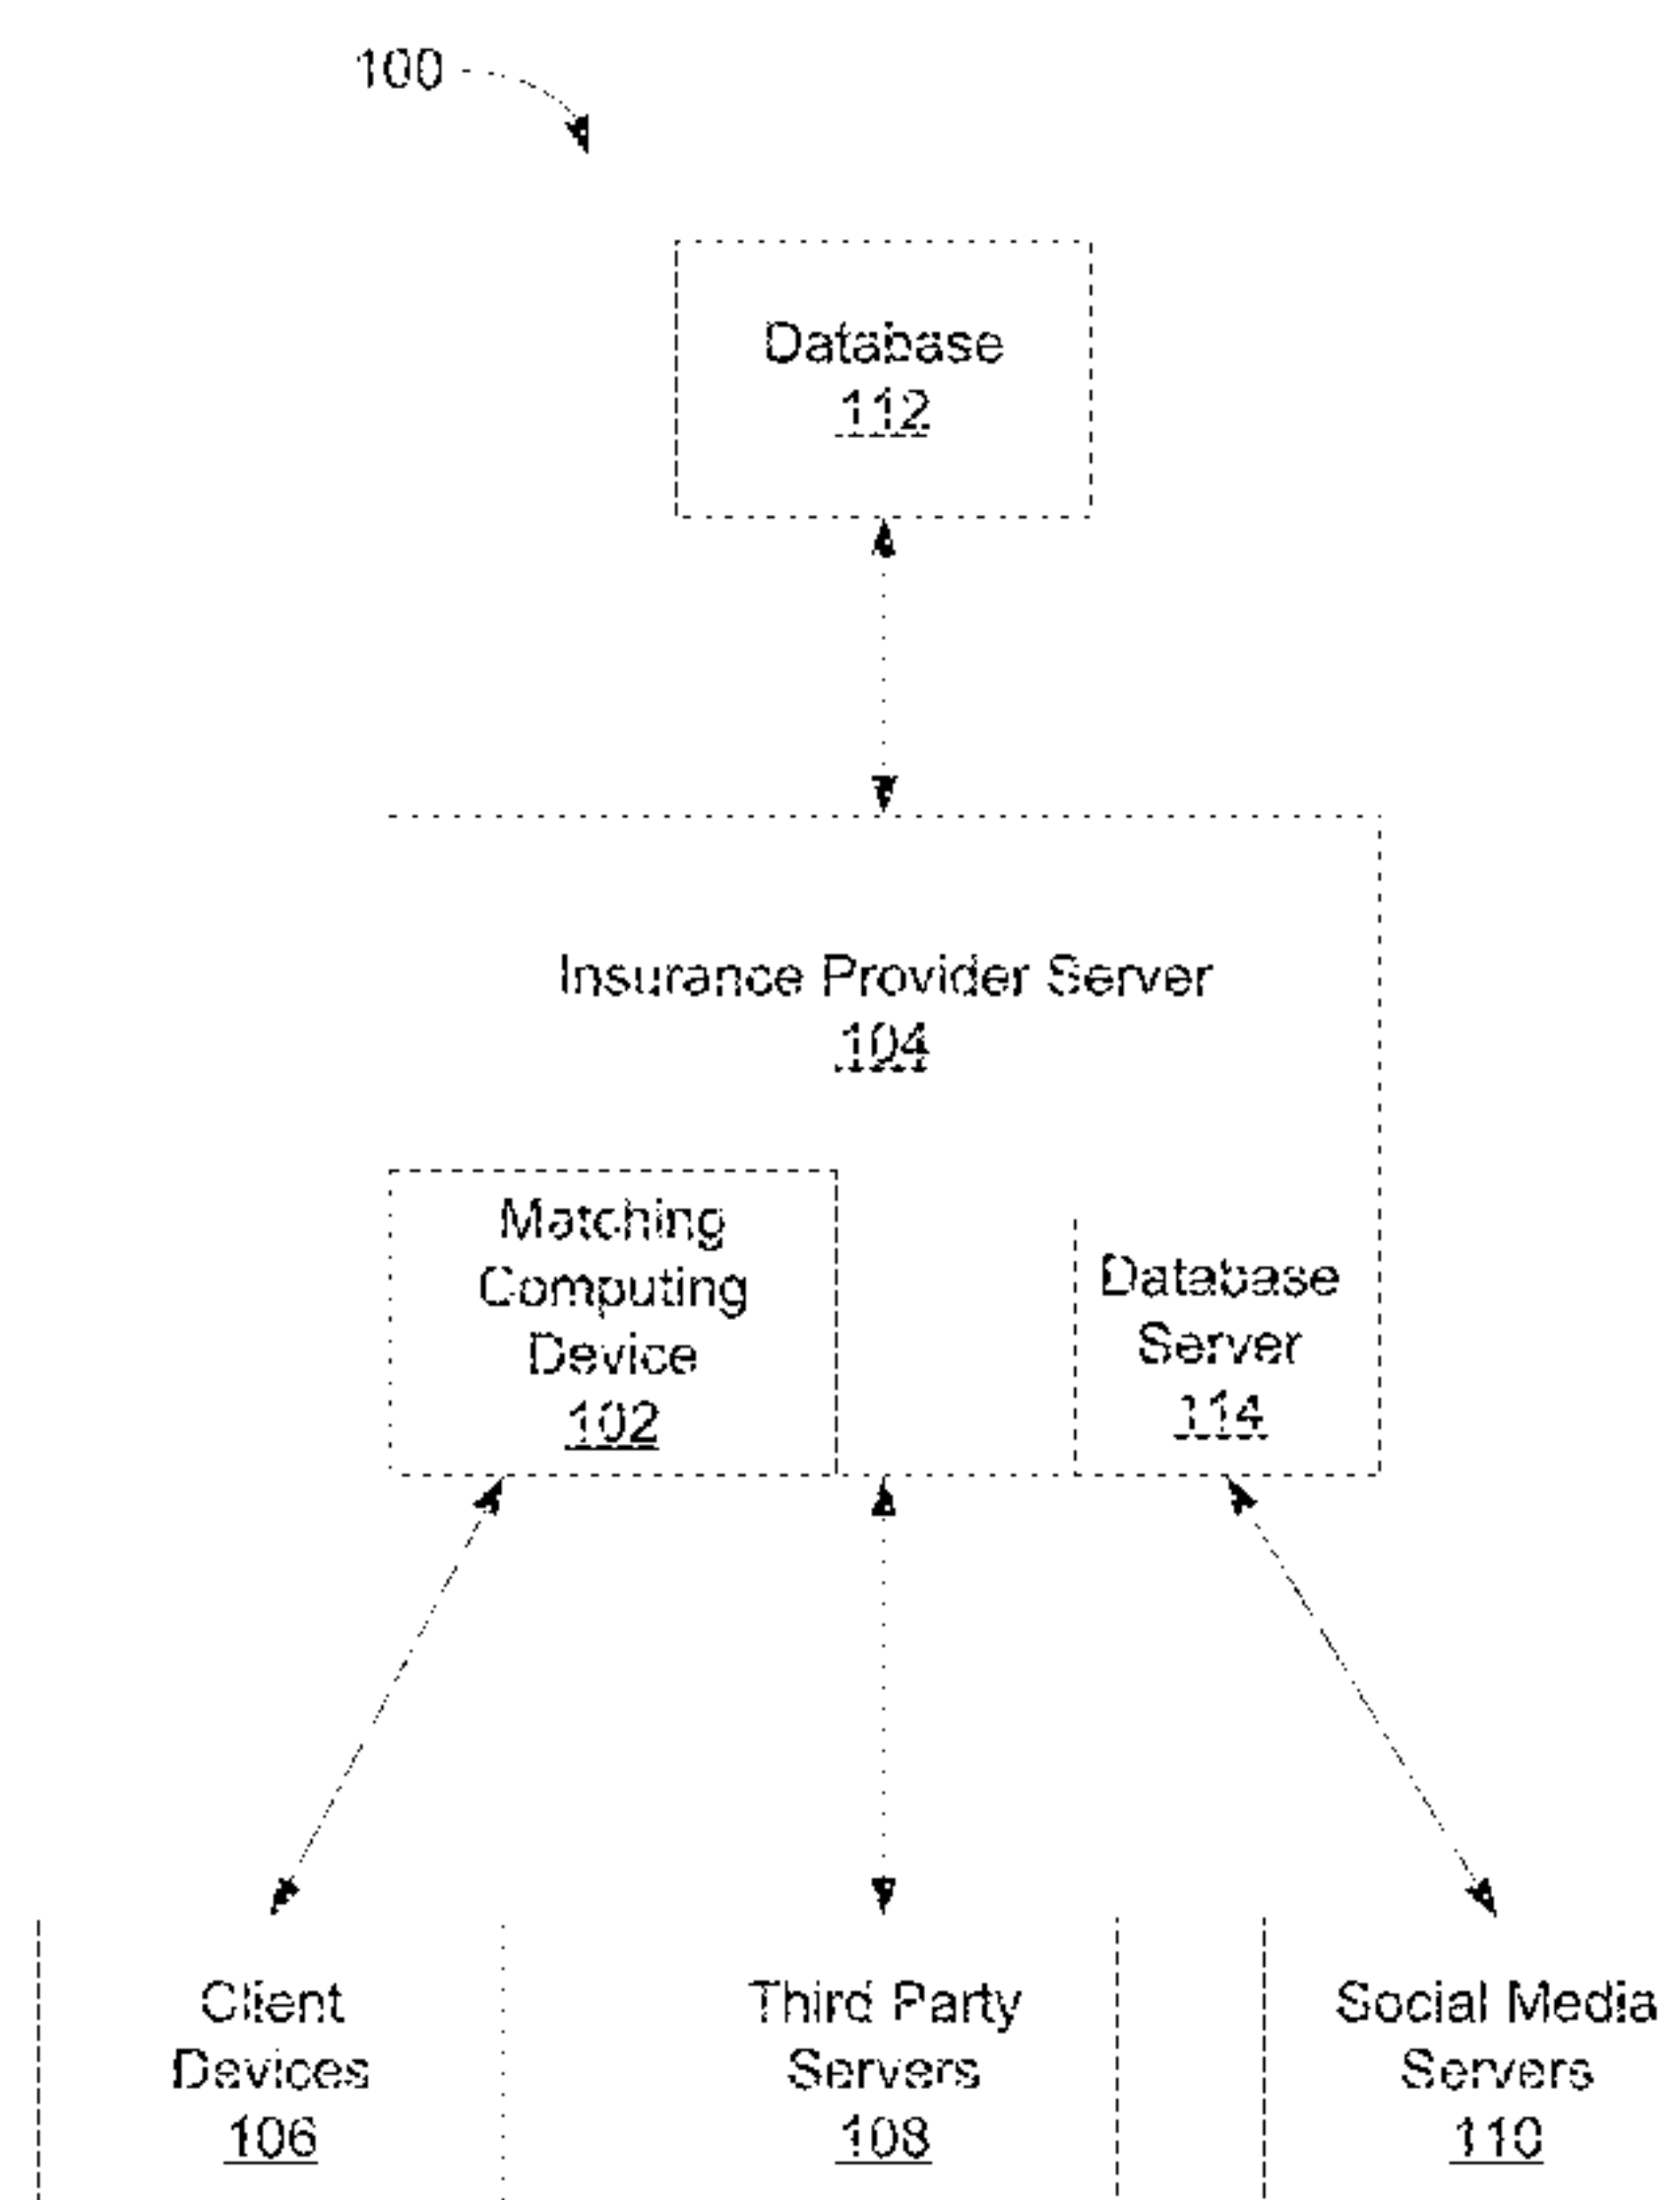 100
Database
112
Insurance Provider Server
104
Matching
Computing
Device
102
Database
Server
114
Client
Devices
106
Third Party
Servers
108
Social Media
Servers
110